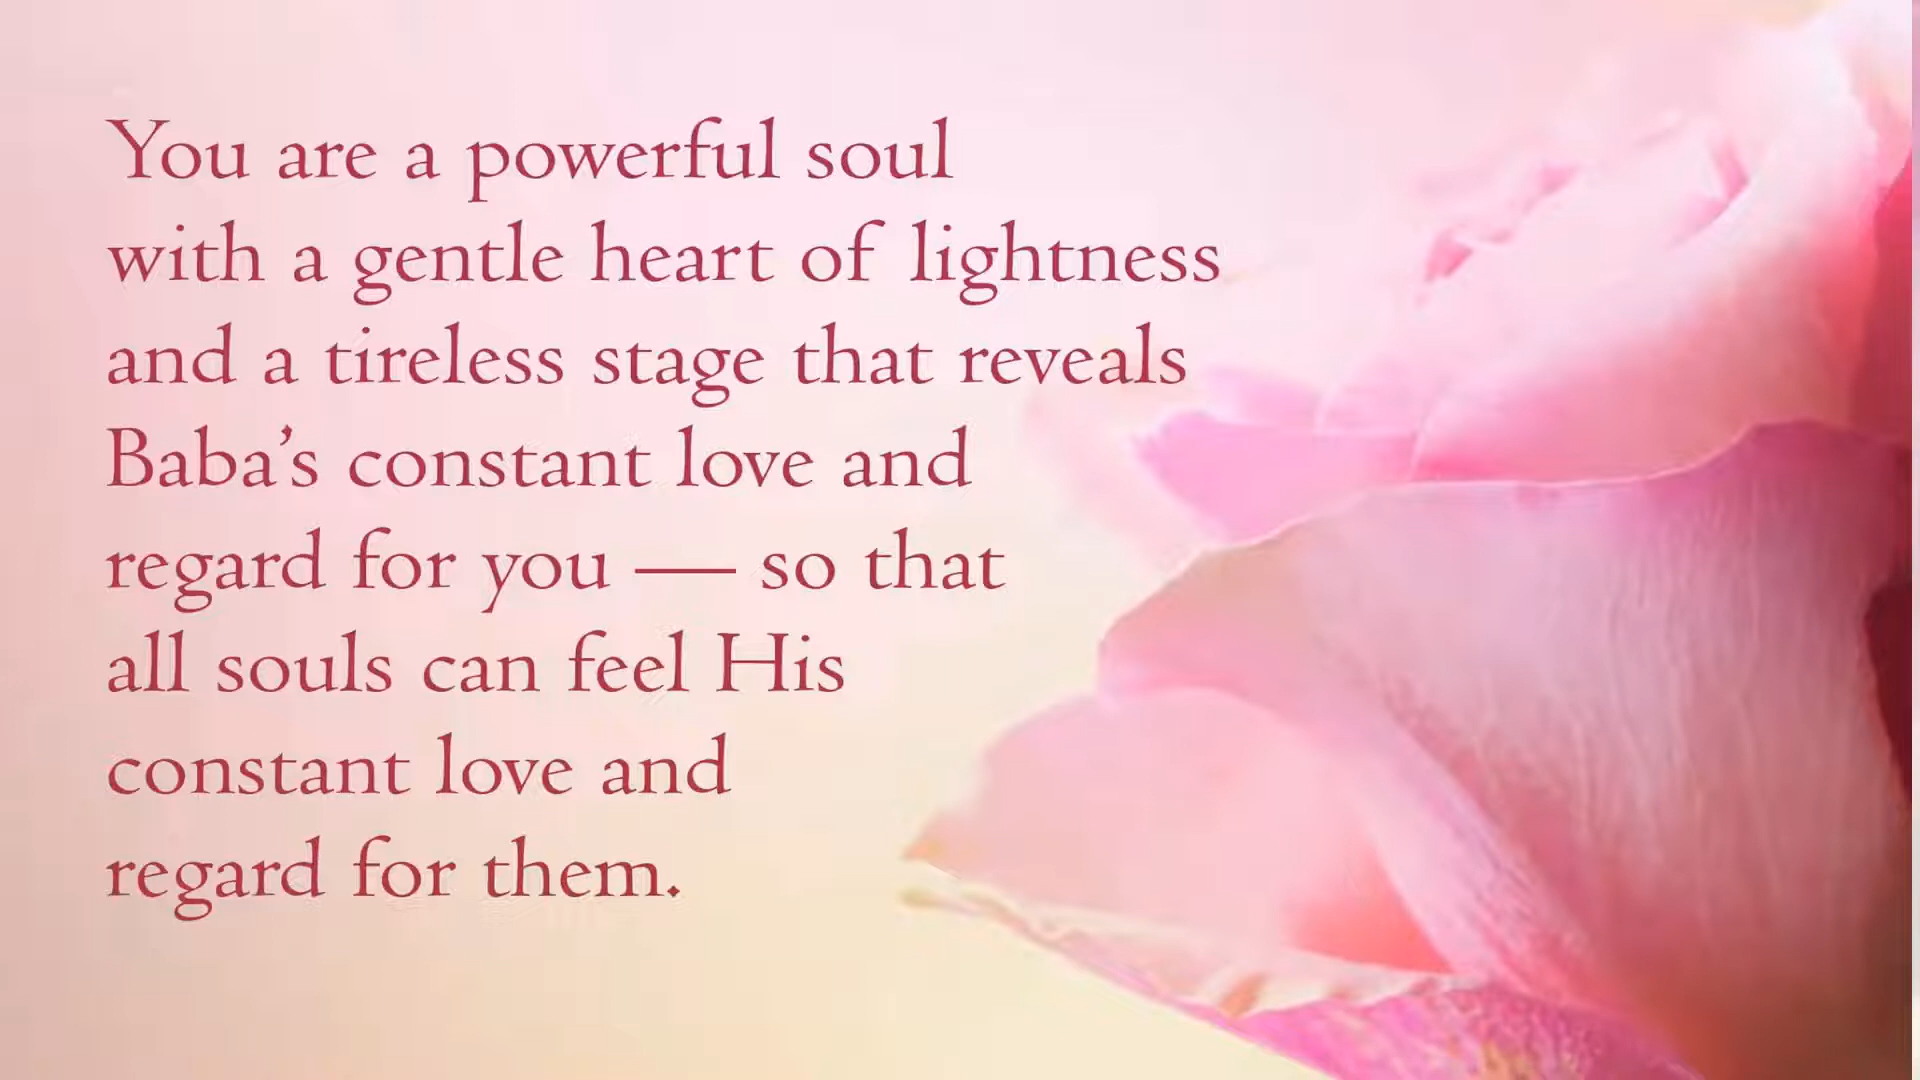 You are a powerful soul
with a gentle heart of lightness
and a tireless stage that reveals
Baba’s constant love and
regard for you — so that
all souls can feel His
constant love and
regard for them.